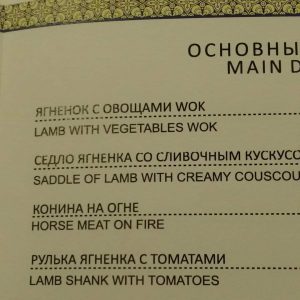 ОСНОВНЫ
MAIN D
ЯГНЕНОК С ОВОЩАМИ WOK
LAMB WITH VEGETABLES WOK
СЕДЛО ЯГНЕНКА СО СЛИВОЧНЫМ КУСКУСО
SADDLE OF LAMB WITH CREAMY COUSCOU
КОНИНА НА ОГНЕ
HORSE MEAT ON FIRE
РУЛЬКА ЯГНЕНКА С ТОМАТАМИ
LAMB SHANK WITH TOMATOES